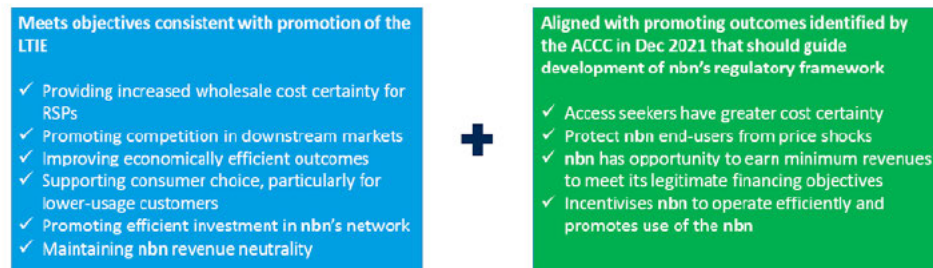 Meets objectives consistent with promotion of the
LTIE
✓ Providing increased wholesale cost certainty for
RSPs
✓ Promoting competition in downstream markets
✓ Improving economically efficient outcomes
✓ Supporting consumer choice, particularly for
lower-usage customers
✓ Promoting efficient investment in nbn's network
✓ Maintaining nbn revenue neutrality
Aligned with promoting outcomes identified by
the ACCC in Dec 2021 that should guide
development of nbn's regulatory framework
✓ Access seekers have greater cost certainty
✓ Protect nbn end-users from price shocks
✓ nbn has opportunity to earn minimum revenues
to meet its legitimate financing objectives
✓ Incentivises nbn to operate efficiently and
promotes use of the nbn